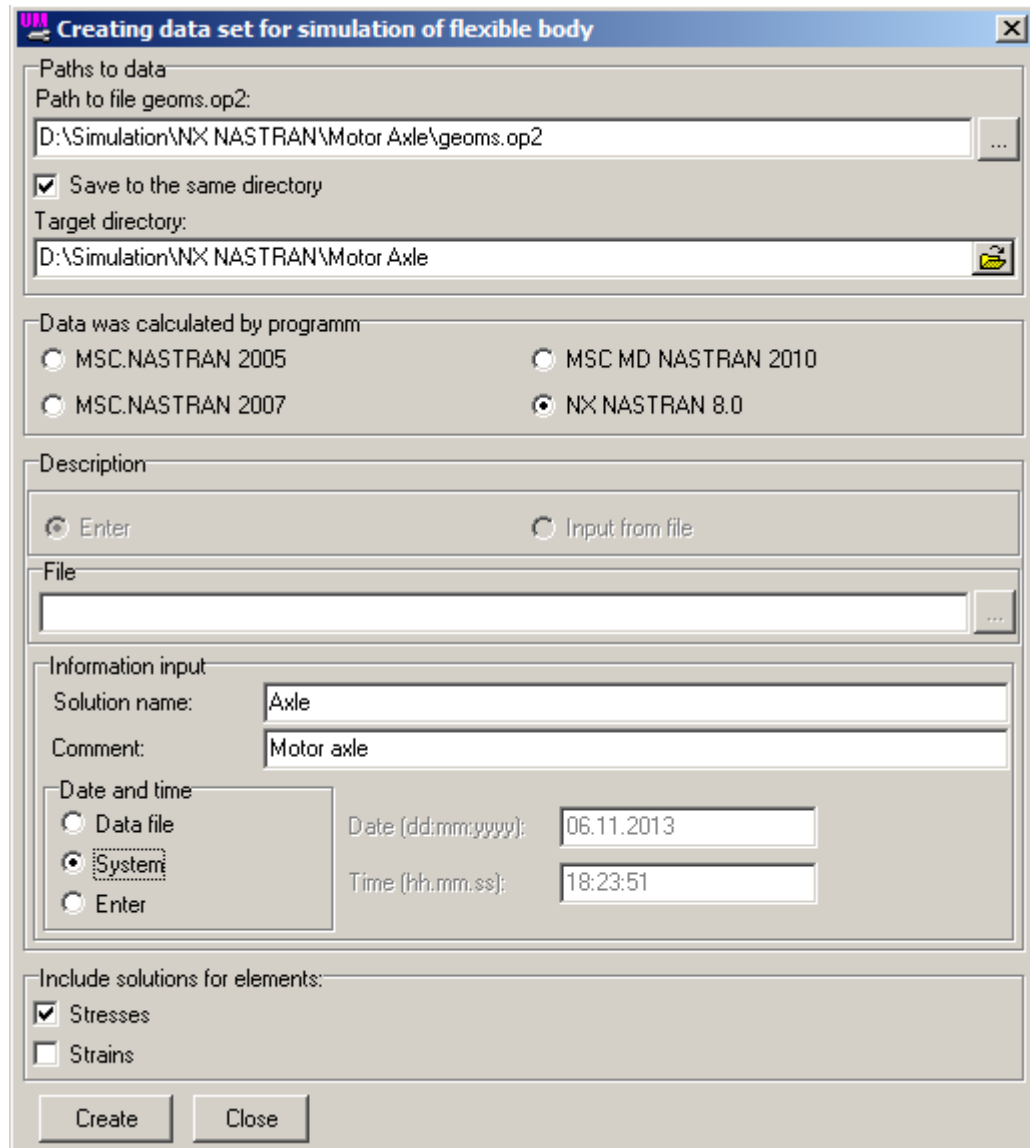 UM Creating data set for simulation of flexible body
Paths to data
Path to file geoms.op2:
D:\Simulation\NX NASTRAN\Motor Axle\geoms.op2 ...
Save to the same directory
Target directory:
D:\Simulation\NX NASTRAN\Motor Axle
Data was calculated by programm
MSC.NASTRAN 2005 MSC MD NASTRAN 2010
MSC.NASTRAN 2007 NX NASTRAN 8.0
Description
Enter Input from file
File
...
Information input
Solution name: Axle
Comment: Motor axle
Date and time
Data file Date (dd:mm:yyyy): 06.11.2013
System
Time (hh.mm.ss): 18:23:51
Enter
Include solutions for elements:
Stresses
Strains
Create Close